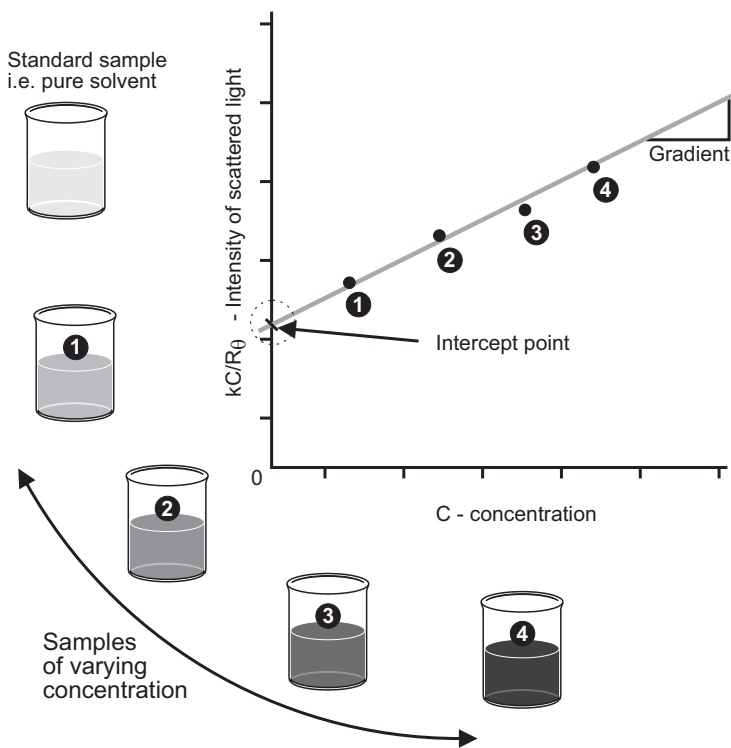 Standard sample
i.e. pure solvent
kC/Rθ - Intensity of scattered light
Gradient
1
2
3
4
Intercept point
0
C - concentration
1
2
3
4
Samples
of varying
concentration